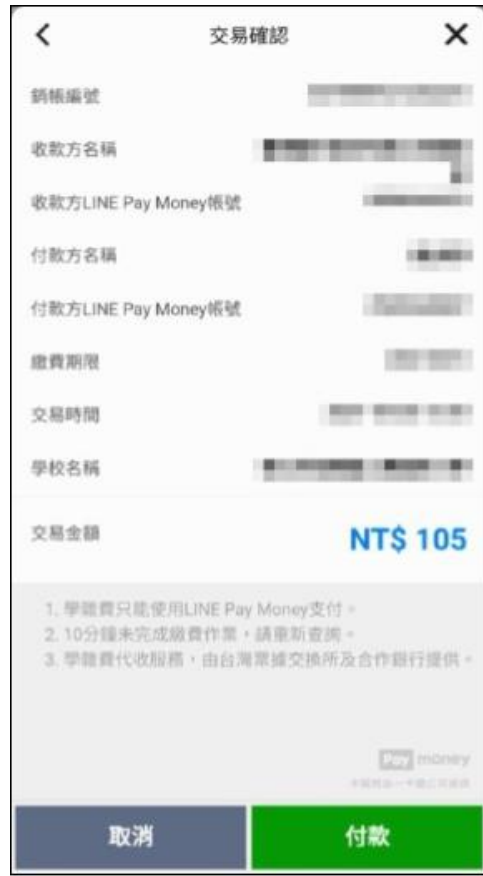 交易確認
銷帳編號
收款方名稱
收款方LINE Pay Money帳號
付款方名稱
付款方LINE Pay Money帳號
繳費期限
交易時間
學校名稱
交易金額
NT$ 105
1. 學雜費只能使用LINE Pay Money支付。
2. 10分鐘未完成繳費作業，請重新查詢。
3. 學雜費代收服務，由台灣票據交換所及合作銀行提供。
Pay money
取消
付款